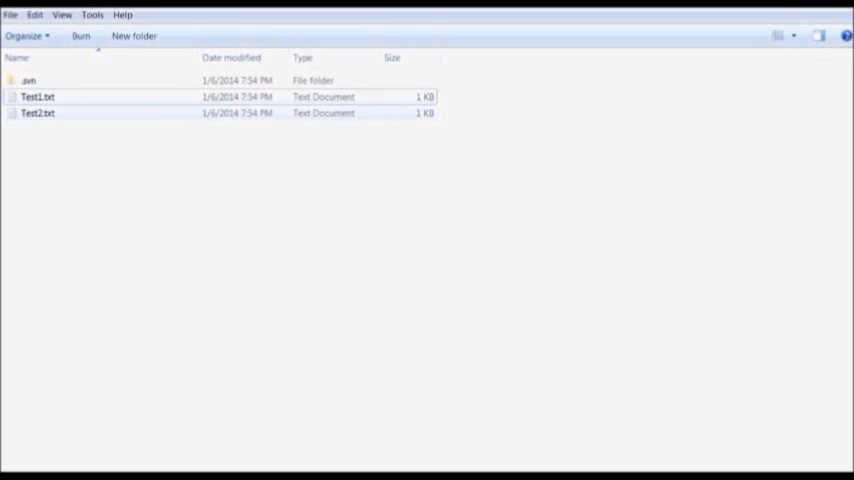 File Edit View Tools Help
Organize Burn New folder
Name Date modified Type Size
.svn 1/6/2014 7:54 PM File folder
Test1.txt 1/6/2014 7:54 PM Text Document 1 KB
Test2.txt 1/6/2014 7:54 PM Text Document 1 KB